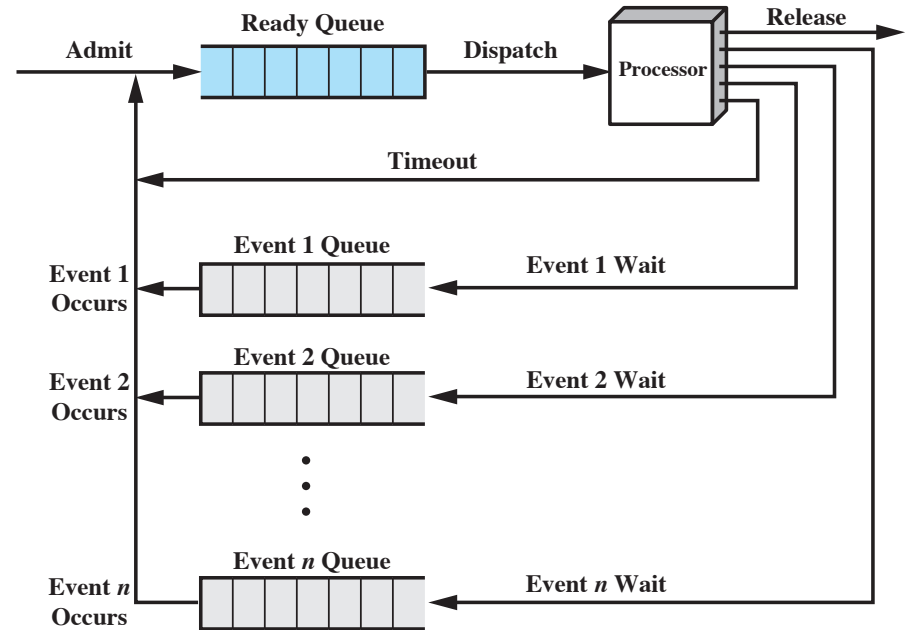 Ready Queue
Release
Admit
Dispatch
Processor
Timeout
Event 1 Queue
Event 1 Wait
Event 1
Occurs
Event 2 Queue
Event 2 Wait
Event 2
Occurs
Event n Queue
Event n Wait
Event n
Occurs